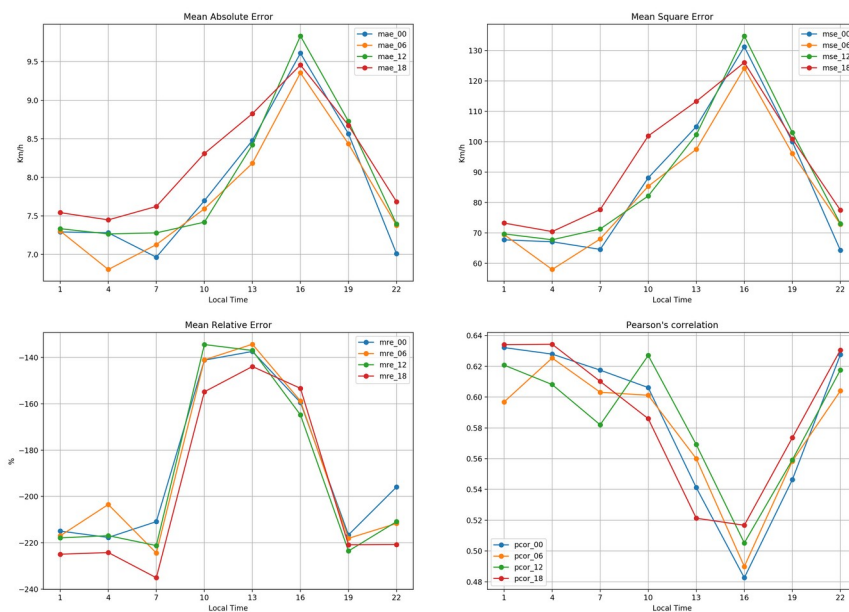 Mean Absolute Error
Km/h
9.5
9.0
8.5
8.0
7.5
7.0
1 4 7 10 13 16 19 22
Local Time
mae_00
mae_06
mae_12
mae_18
Mean Square Error
Km/h
130
120
110
100
90
80
70
60
1 4 7 10 13 16 19 22
Local Time
mse_00
mse_06
mse_12
mse_18
Mean Relative Error
%
−140
−160
−180
−200
−220
−240
1 4 7 10 13 16 19 22
Local Time
mre_00
mre_06
mre_12
mre_18
Pearson's correlation
0.64
0.62
0.60
0.58
0.56
0.54
0.52
0.50
0.48
1 4 7 10 13 16 19 22
Local Time
pcor_00
pcor_06
pcor_12
pcor_18